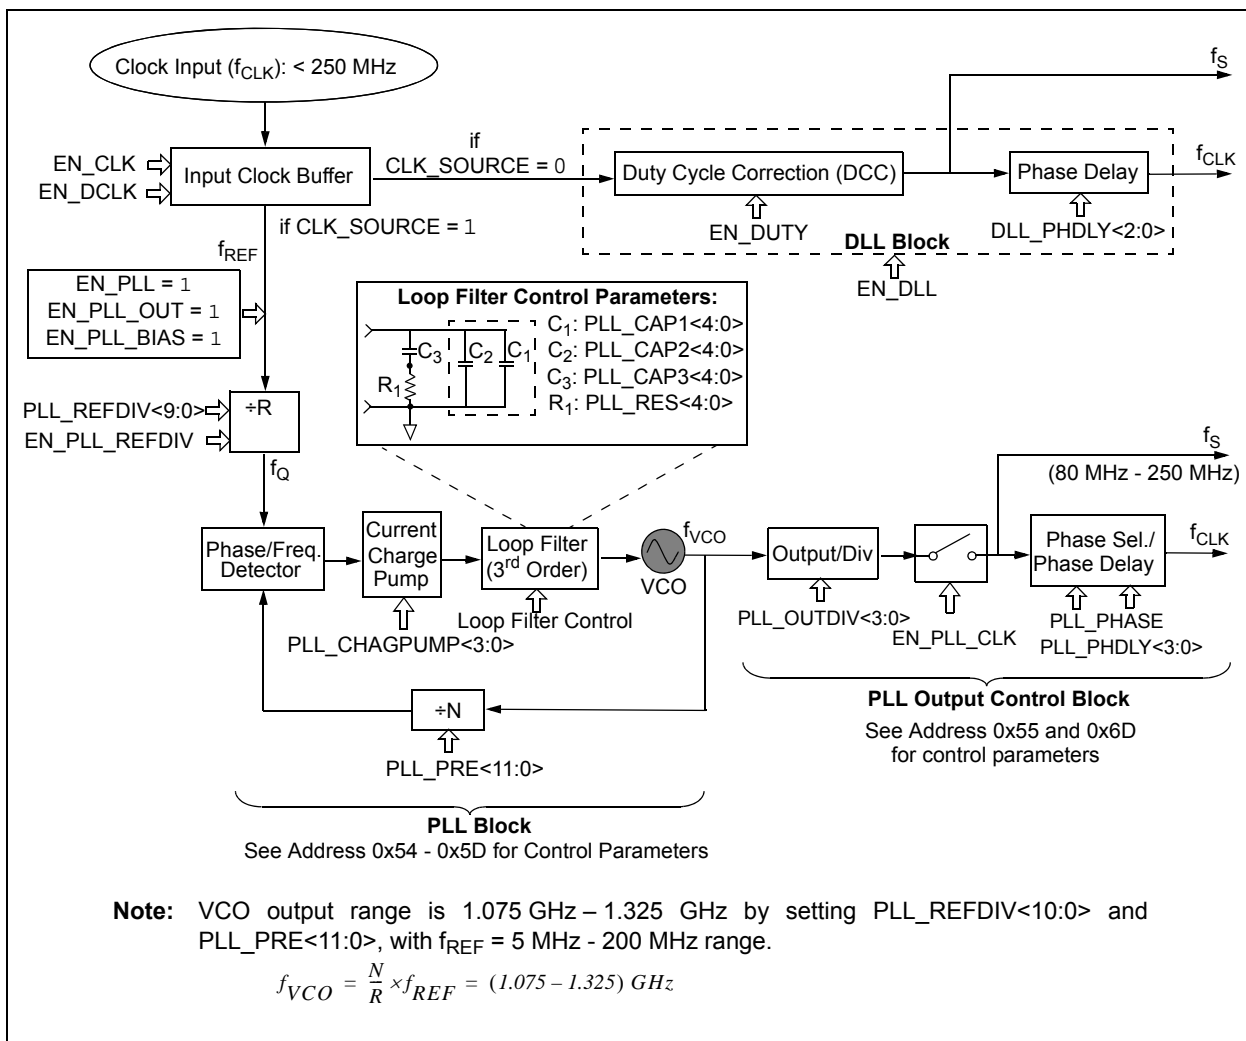 Clock Input (fCLK): < 250 MHz
fS
if
CLK_SOURCE = 0
EN_CLK
EN_DCLK
Input Clock Buffer
Duty Cycle Correction (DCC)
Phase Delay
fCLK
if CLK_SOURCE = 1
EN_DUTY
DLL_PHDLY<2:0>
DLL Block
EN_DLL
fREF
EN_PLL = 1
EN_PLL_OUT = 1
EN_PLL_BIAS = 1
Loop Filter Control Parameters:
C3
C2
C1
R1
C1: PLL_CAP1<4:0>
C2: PLL_CAP2<4:0>
C3: PLL_CAP3<4:0>
R1: PLL_RES<4:0>
PLL_REFDIV<9:0>
EN_PLL_REFDIV
÷R
fQ
fS
(80 MHz - 250 MHz)
Phase/Freq.
Detector
Current
Charge
Pump
Loop Filter
(3rd Order)
fVCO
VCO
Output/Div
Phase Sel./
Phase Delay
fCLK
Loop Filter Control
PLL_CHAGPUMP<3:0>
PLL_OUTDIV<3:0>
EN_PLL_CLK
PLL_PHASE
PLL_PHDLY<3:0>
÷N
PLL_PRE<11:0>
PLL Output Control Block
See Address 0x55 and 0x6D
for control parameters
PLL Block
See Address 0x54 - 0x5D for Control Parameters
Note: VCO output range is 1.075 GHz – 1.325 GHz by setting PLL_REFDIV<10:0> and
PLL_PRE<11:0>, with fREF = 5 MHz - 200 MHz range.
fVCO = N/R × fREF = (1.075 – 1.325) GHz